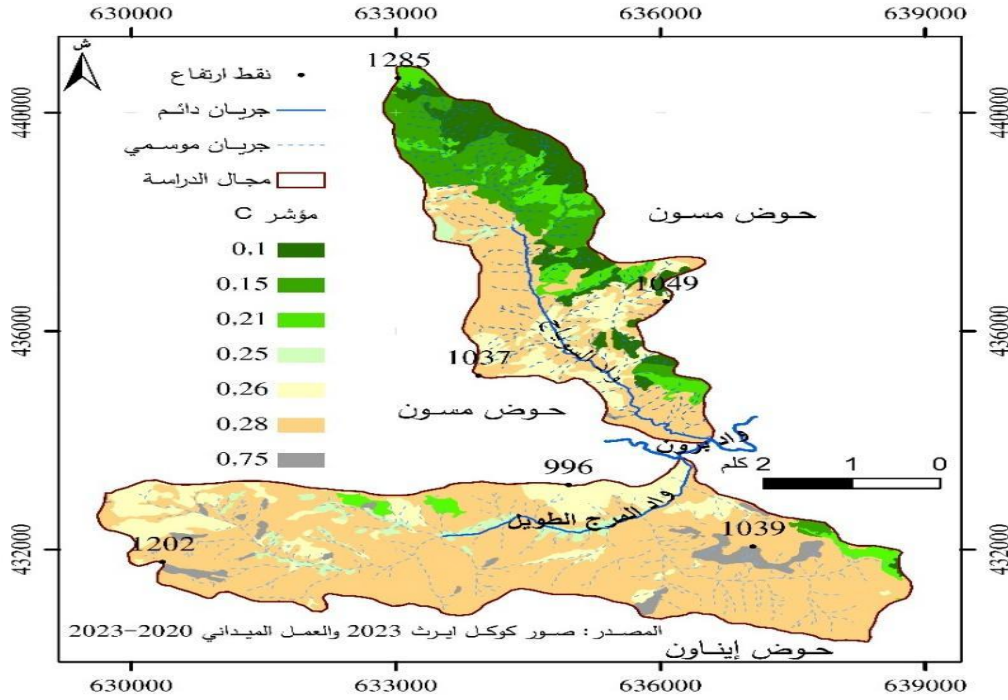 630000 633000 636000 639000
ش
1285
نقط ارتفاع
جريان دائم
جريان موسمي
مجال الدراسة
مؤشر C
0,1
0,15
0,21
0,25
0,26
0,28
0,75
440000
436000
432000
440000
436000
432000
حوض مسون
1049
1037
حوض مسون
واد برون
2 كلم 1 0
996
واد المرج الطويل
1039
1202
المصدر: صور كوكل ايرث 2023 والعمل الميداني 2020-2023
حوض إيناون
630000 633000 636000 639000